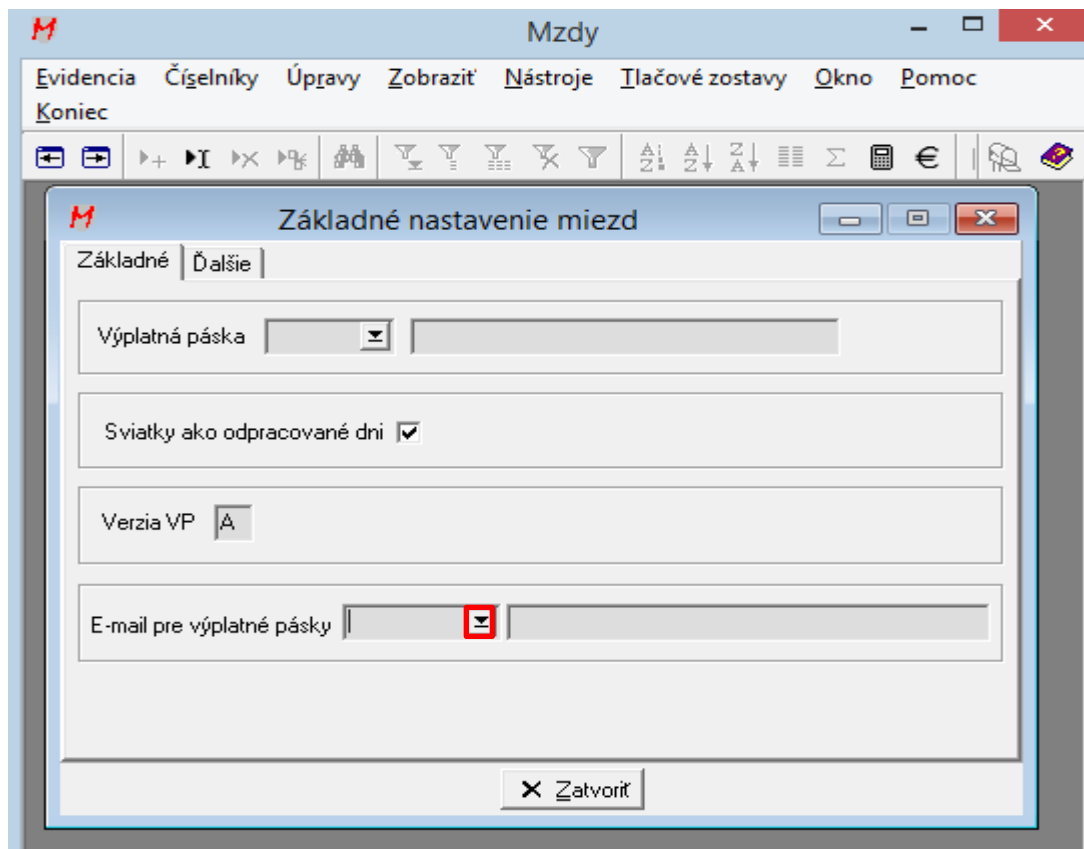 Mzdy
Evidencia Číselníky Úpravy Zobraziť Nástroje Tlačové zostavy Okno Pomoc
Koniec
Základné nastavenie miezd
Základné Ďalšie
Výplatná páska
Sviatky ako odpracované dni
Verzia VP A
E-mail pre výplatné pásky
Zatvoriť